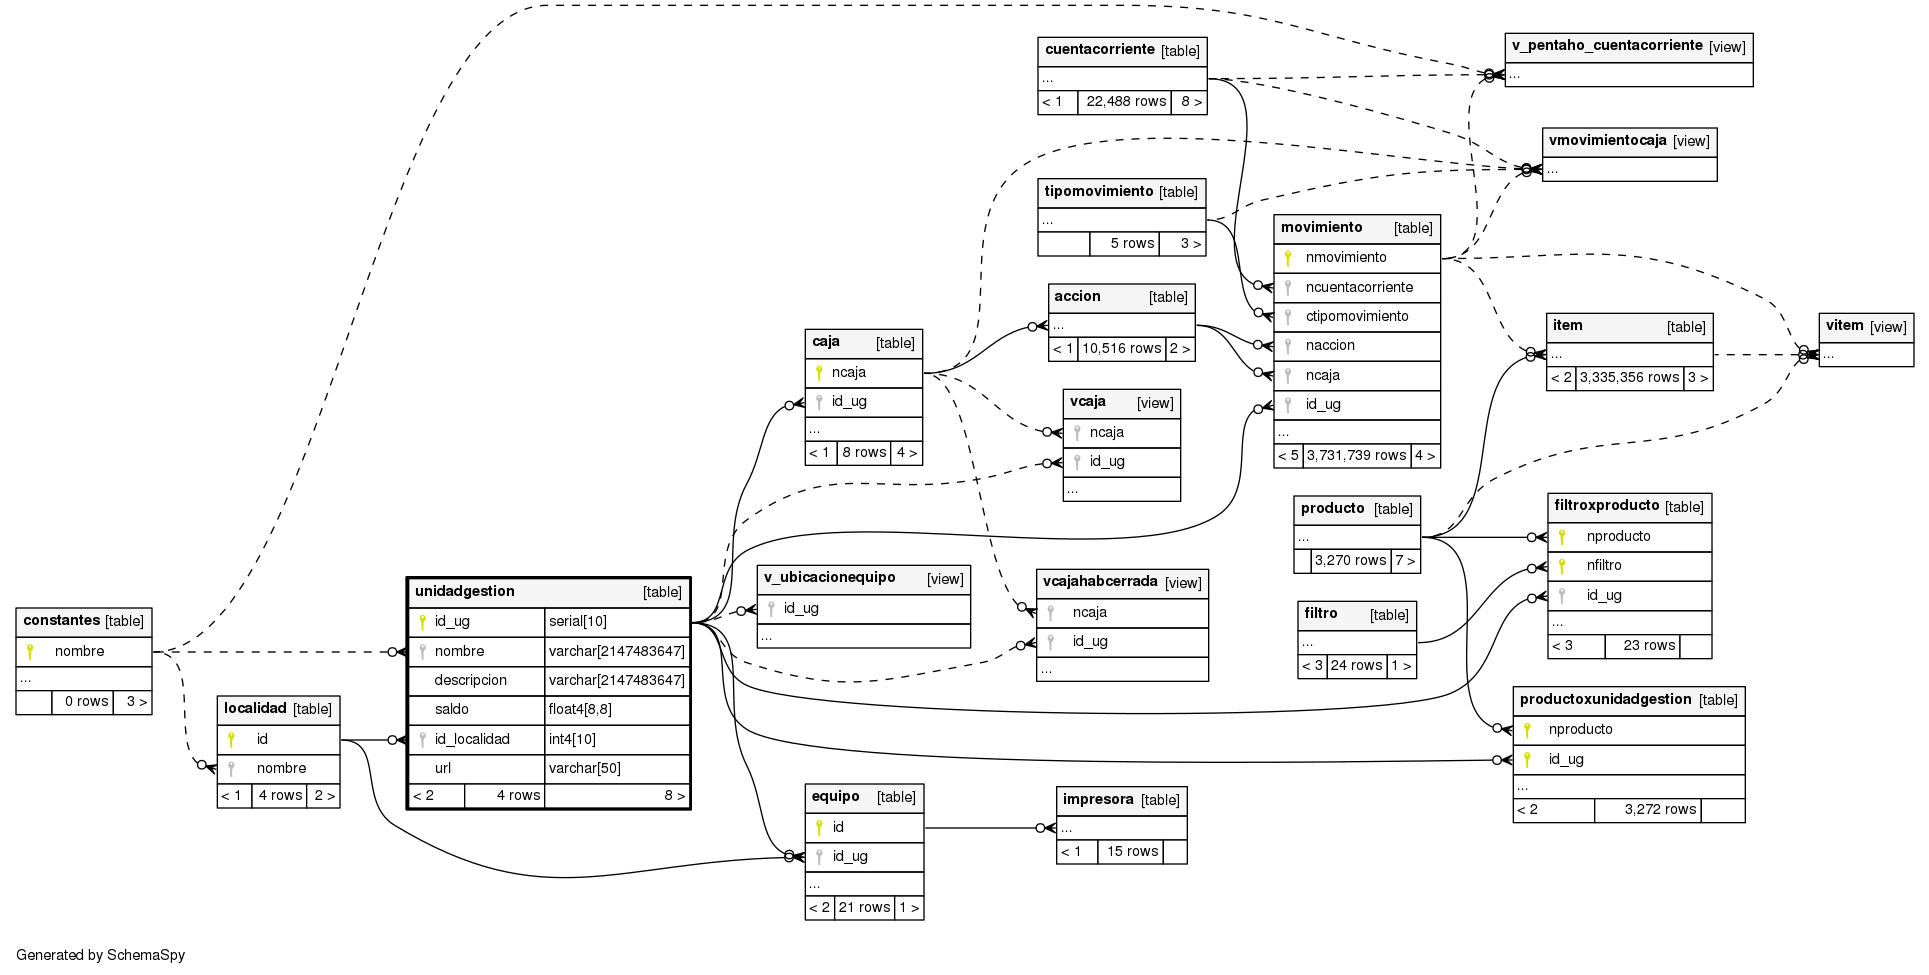 cuentacorriente [table]
...
< 1 22,488 rows 8 >
v_pentaho_cuentacorriente [view]
...
vmovimientocaja [view]
...
tipomovimiento [table]
...
5 rows 3 >
movimiento [table]
nmovimiento
ncuentacorriente
ctipomovimiento
naccion
ncaja
id_ug
...
< 5 3,731,739 rows 4 >
accion [table]
...
< 1 10,516 rows 2 >
item [table]
...
< 2 3,335,356 rows 3 >
vitem [view]
...
caja [table]
ncaja
id_ug
...
< 1 8 rows 4 >
vcaja [view]
ncaja
id_ug
...
producto [table]
...
3,270 rows 7 >
filtroxproducto [table]
nproducto
nfiltro
id_ug
...
< 3 23 rows
v_ubicacionequipo [view]
id_ug
...
vcajahabcerrada [view]
ncaja
id_ug
...
filtro [table]
...
< 3 24 rows 1 >
constantes [table]
nombre
...
0 rows 3 >
unidadgestion [table]
id_ug serial[10]
nombre varchar[2147483647]
descripcion varchar[2147483647]
saldo float4[8,8]
id_localidad int4[10]
url varchar[50]
< 2 4 rows 8 >
localidad [table]
id
nombre
< 1 4 rows 2 >
productoxunidadgestion [table]
nproducto
id_ug
...
< 2 3,272 rows
equipo [table]
id
id_ug
...
< 2 21 rows 1 >
impresora [table]
...
< 1 15 rows
Generated by SchemaSpy